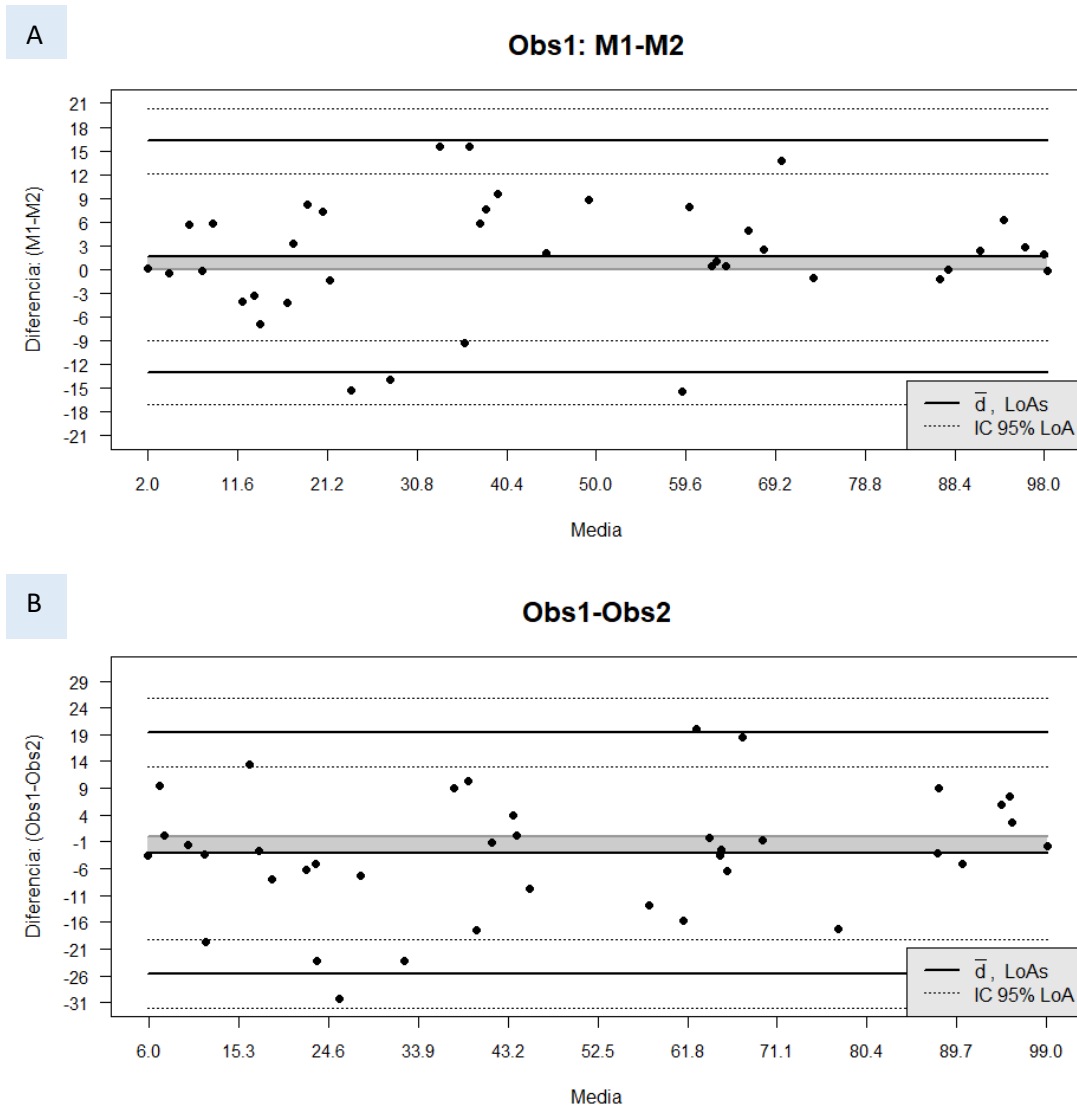 A
Obs1: M1-M2
Diferencia: (M1-M2)
21
18
15
12
9
6
3
0
-3
-6
-9
-12
-15
-18
-21
d̅ , LoAs
IC 95% LoA
2.0 11.6 21.2 30.8 40.4 50.0 59.6 69.2 78.8 88.4 98.0
Media
B
Obs1-Obs2
Diferencia: (Obs1-Obs2)
29
24
19
14
9
4
-1
-6
-11
-16
-21
-26
-31
d̅ , LoAs
IC 95% LoA
6.0 15.3 24.6 33.9 43.2 52.5 61.8 71.1 80.4 89.7 99.0
Media